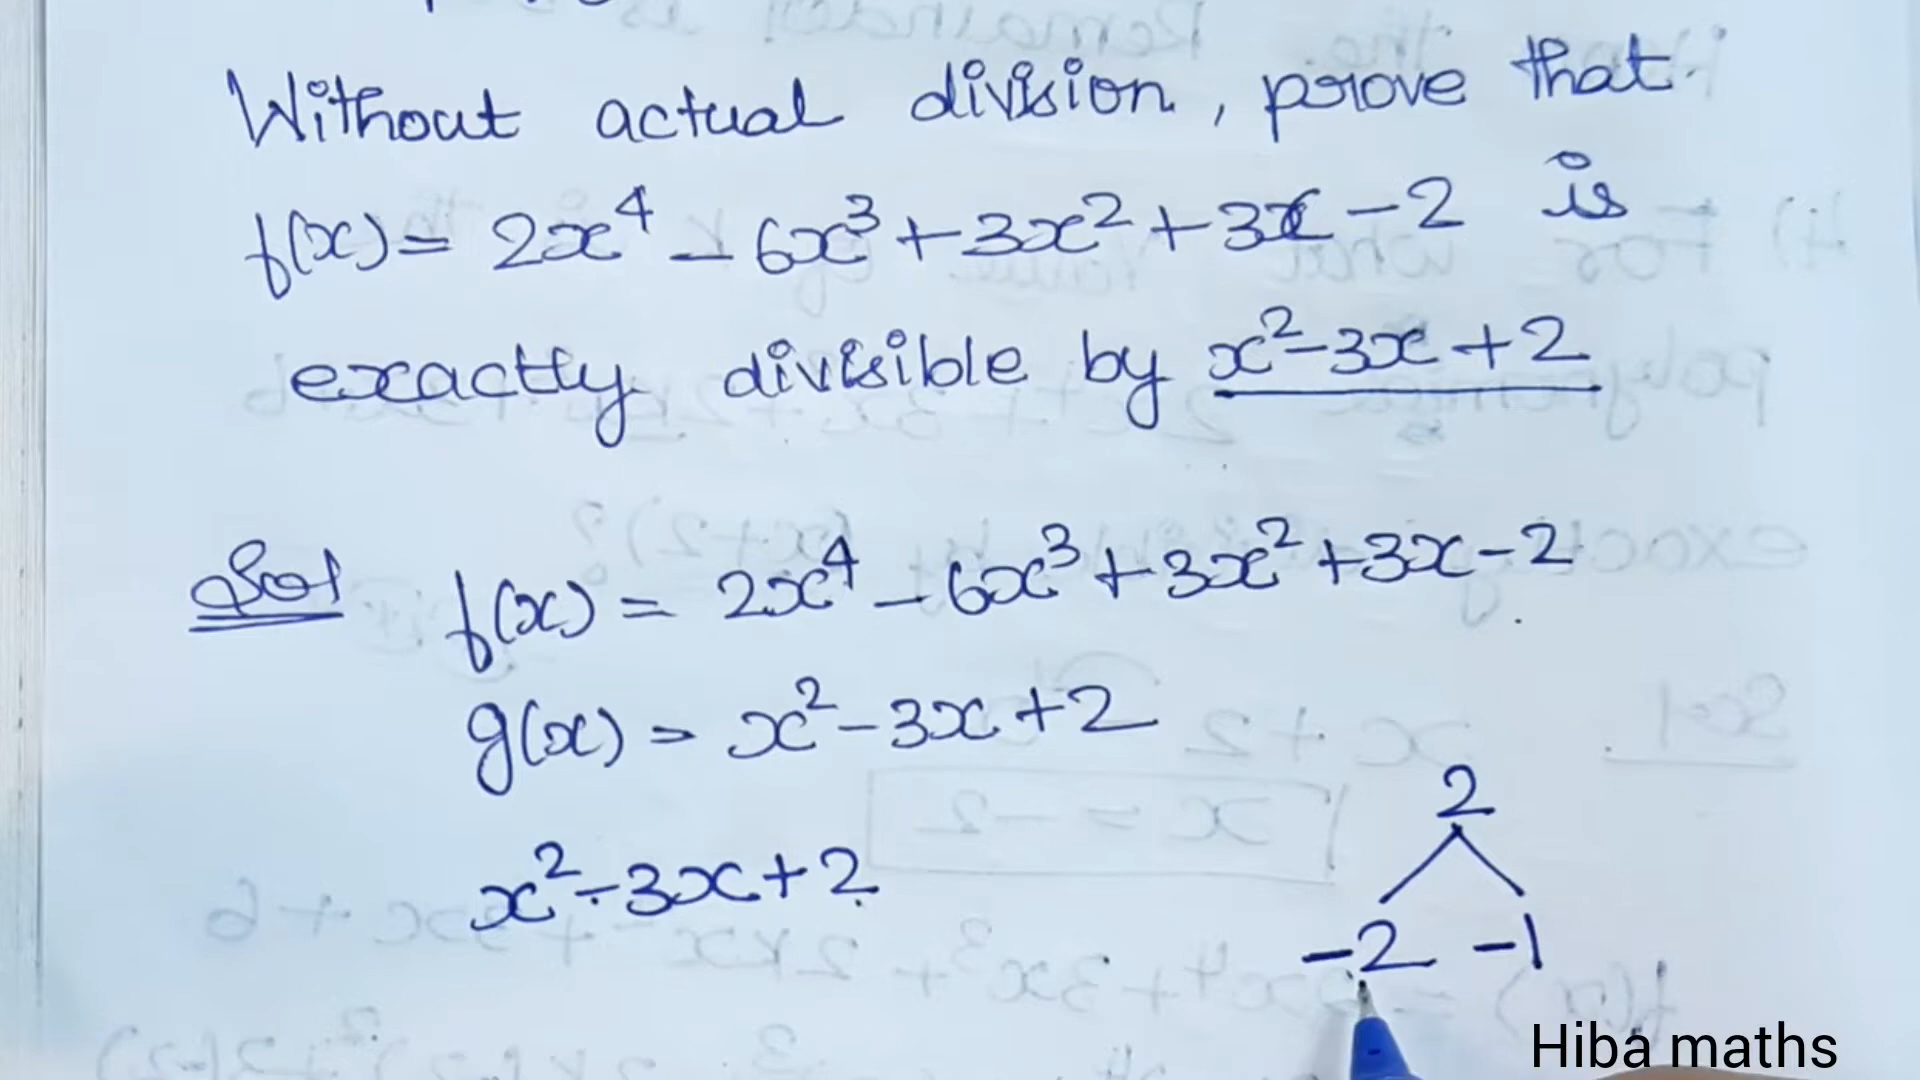 Without actual division, prove that
f(x) = 2x⁴ - 6x³ + 3x² + 3x - 2 is
exactly divisible by x² - 3x + 2
Sol f(x) = 2x⁴ - 6x³ + 3x² + 3x - 2
g(x) = x² - 3x + 2
2
x² - 3x + 2
-2 -1
Hiba maths